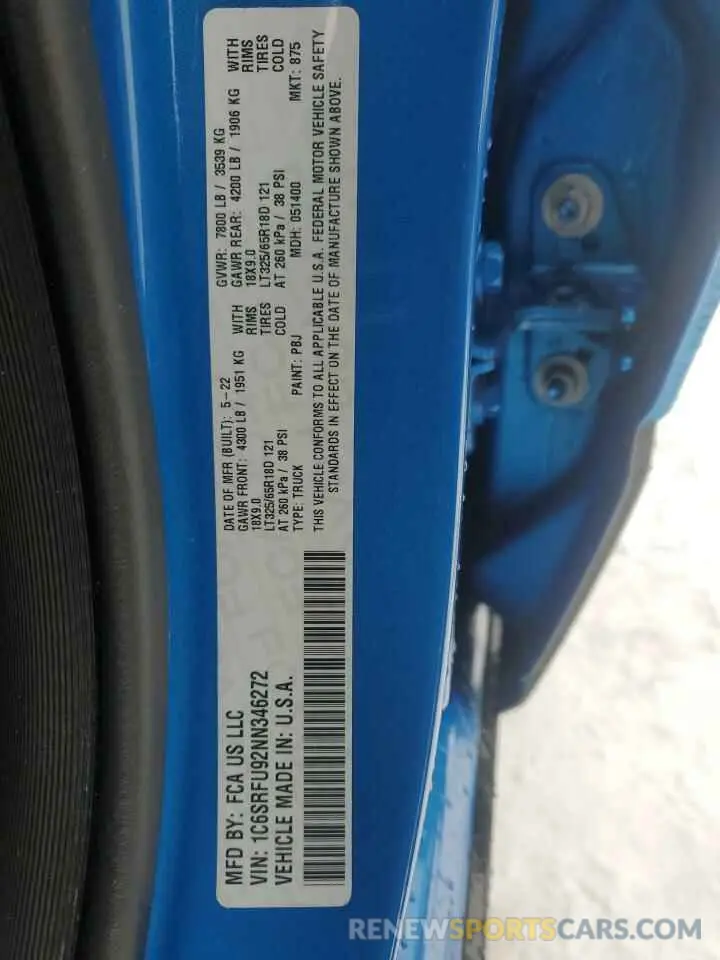 MFD BY: FCA US LLC
VIN: 1C6SRFU92NN346272
VEHICLE MADE IN: U.S.A.
DATE OF MFR (BUILT): 5-22
GVWR: 7800 LB / 3539 KG
GAWR FRONT: 4300 LB / 1951 KG WITH
GAWR REAR: 4200 LB / 1906 KG WITH
18X9.0 RIMS
18X9.0 RIMS
LT325/65R18D 121 TIRES
LT325/65R18D 121 TIRES
AT 260 kPa / 38 PSI COLD
AT 260 kPa / 38 PSI COLD
TYPE: TRUCK PAINT: PBJ MDH: 051400 MKT: 875
THIS VEHICLE CONFORMS TO ALL APPLICABLE U.S.A. FEDERAL MOTOR VEHICLE SAFETY
STANDARDS IN EFFECT ON THE DATE OF MANUFACTURE SHOWN ABOVE.
RENEWSPORTSCARS.COM